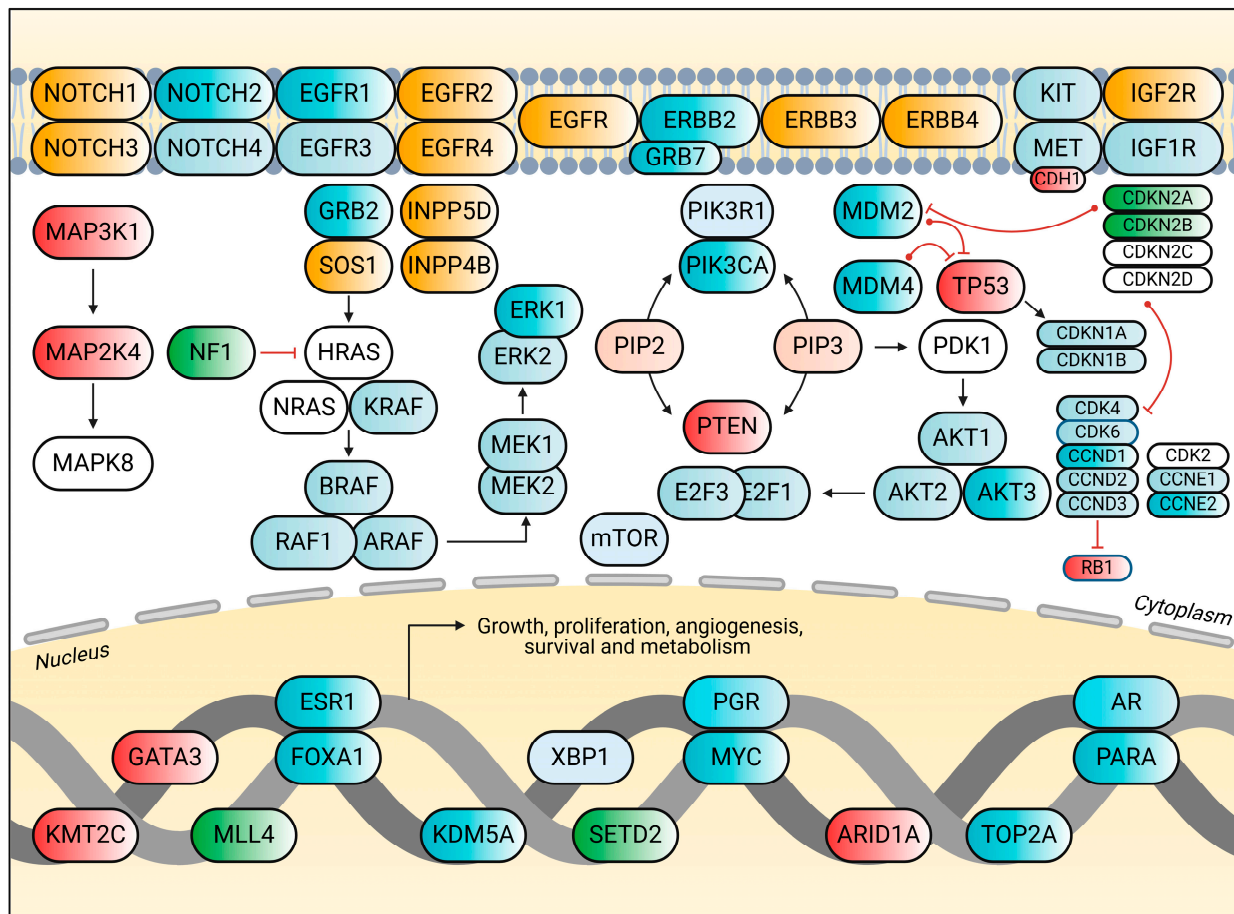 NOTCH1
NOTCH2
EGFR1
EGFR2
NOTCH3
NOTCH4
EGFR3
EGFR4
EGFR
ERBB2
GRB7
ERBB3
ERBB4
KIT
IGF2R
MET
IGF1R
CDH1
MAP3K1
MAP2K4
MAPK8
NF1
GRB2
INPP5D
SOS1
INPP4B
HRAS
NRAS
KRAF
BRAF
RAF1
ARAF
ERK1
ERK2
MEK1
MEK2
PIK3R1
PIK3CA
PIP2
PIP3
PTEN
MDM2
MDM4
TP53
PDK1
AKT1
AKT2
AKT3
E2F3
E2F1
mTOR
CDKN2A
CDKN2B
CDKN2C
CDKN2D
CDKN1A
CDKN1B
CDK4
CDK6
CCND1
CCND2
CCND3
CDK2
CCNE1
CCNE2
RB1
Cytoplasm
Nucleus
Growth, proliferation, angiogenesis,
survival and metabolism
ESR1
FOXA1
GATA3
KMT2C
MLL4
PGR
MYC
XBP1
KDM5A
SETD2
AR
PARA
ARID1A
TOP2A